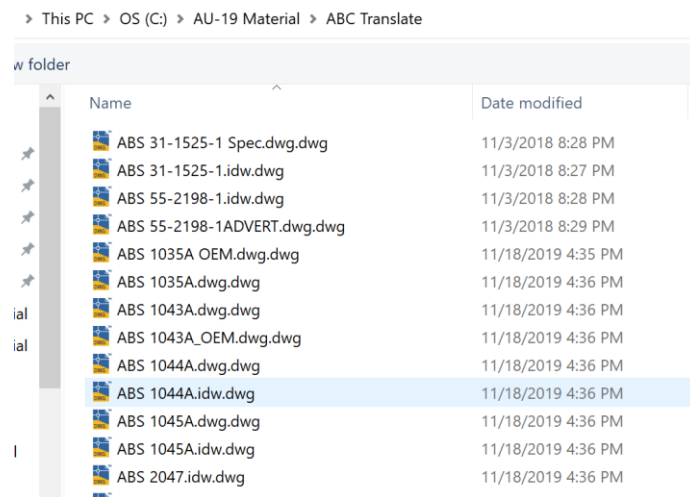 > This PC > OS (C:) > AU-19 Material > ABC Translate
w folder
Name Date modified
ABS 31-1525-1 Spec.dwg.dwg 11/3/2018 8:28 PM
ABS 31-1525-1.idw.dwg 11/3/2018 8:27 PM
ABS 55-2198-1.idw.dwg 11/3/2018 8:28 PM
ABS 55-2198-1ADVERT.dwg.dwg 11/3/2018 8:29 PM
ABS 1035A OEM.dwg.dwg 11/18/2019 4:35 PM
ABS 1035A.dwg.dwg 11/18/2019 4:36 PM
ial ABS 1043A.dwg.dwg 11/18/2019 4:36 PM
ial ABS 1043A_OEM.dwg.dwg 11/18/2019 4:36 PM
ABS 1044A.dwg.dwg 11/18/2019 4:36 PM
ABS 1044A.idw.dwg 11/18/2019 4:36 PM
ABS 1045A.dwg.dwg 11/18/2019 4:36 PM
l ABS 1045A.idw.dwg 11/18/2019 4:36 PM
ABS 2047.idw.dwg 11/18/2019 4:36 PM